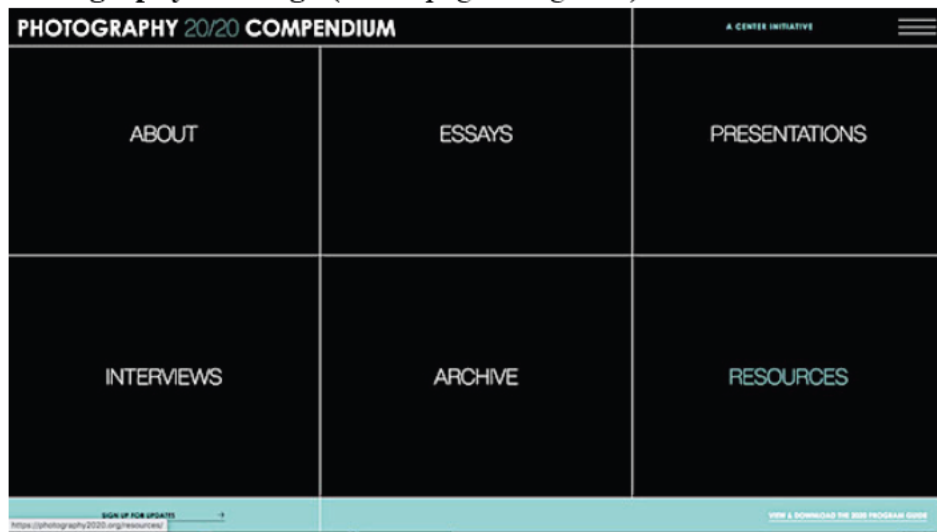 PHOTOGRAPHY 20/20 COMPENDIUM A CENTER INITIATIVE
ABOUT ESSAYS PRESENTATIONS
INTERVIEWS ARCHIVE RESOURCES
SIGN UP FOR UPDATES → VIEW & DOWNLOAD THE 2020 PROGRAM GUIDE
https://photography2020.org/resources/